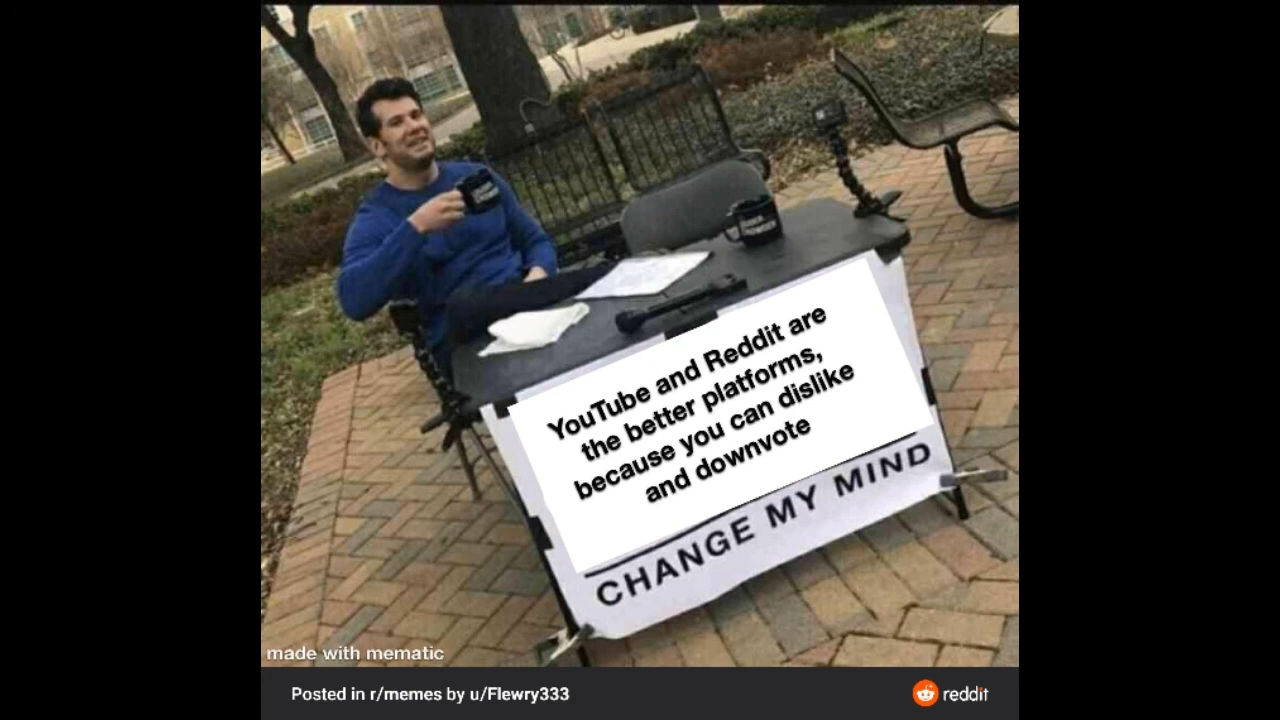 YouTube and Reddit are
the better platforms,
because you can dislike
and downvote
CHANGE MY MIND
made with mematic
Posted in r/memes by u/Flewry333
reddit